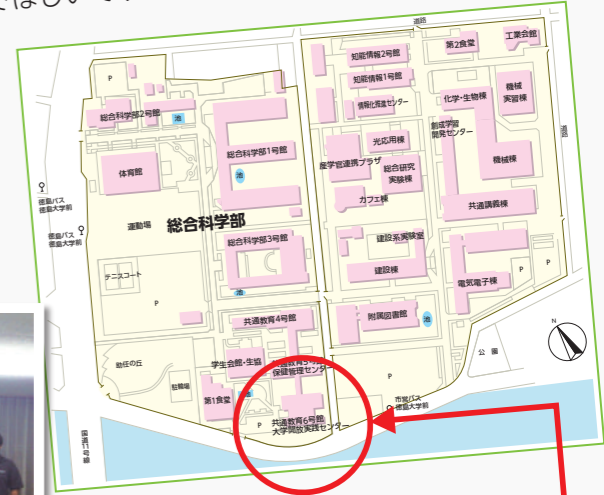 道路
工業会館
第2食堂
知能情報2号館
知能情報1号館
機械
実習棟
化学・生物棟
情報化推進センター
P
総合科学部2号館
池
創成学習
開発センター
道路
光応用棟
総合科学部1号館
産学官連携プラザ
総合研究
実験棟
機械棟
体育館
池
カフェ棟
共通講義棟
徳島バス
徳島大学前
運動場
総合科学部
徳島バス
徳島大学前
総合科学部3号館
建設系実験室
建設棟
テニスコート
P
電気電子棟
P
P
池
共通教育4号館
附属図書館
池
N
助任の丘
学生会館・生協
共通教育5号館
保健管理センター
公園
駐輪場
第1食堂
池
P
市営バス
徳島大学前
P
共通教育6号館
大学開放実践センター
国道11号線